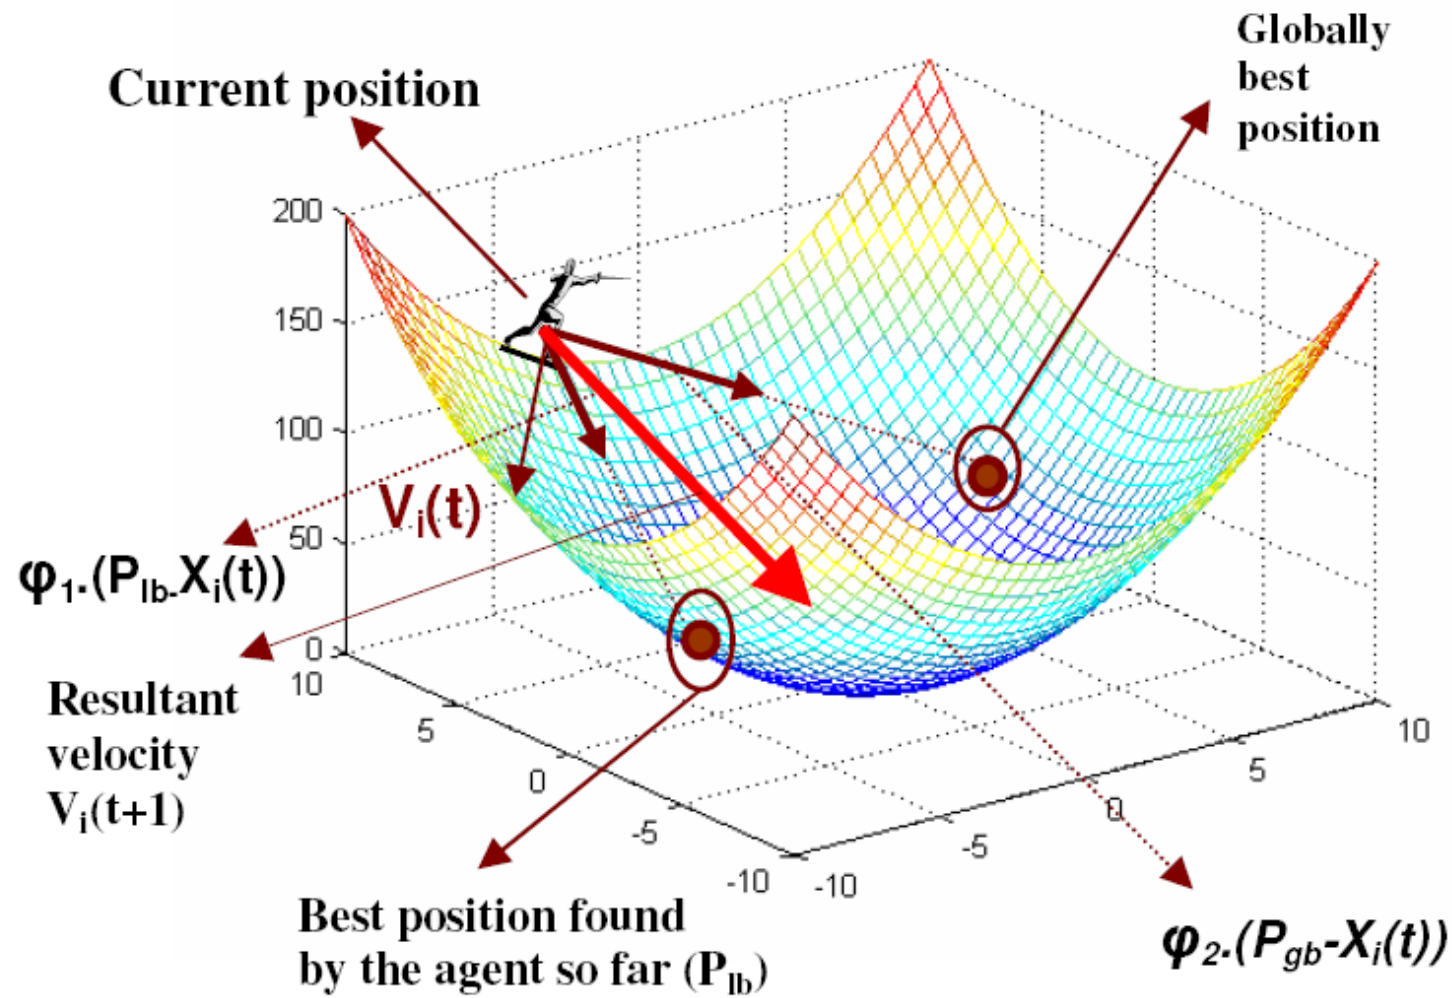 Globally
best
position
Current position
200
150
100
50
0
V_i(t)
φ₁.(P_lb-X_i(t))
Resultant
velocity
V_i(t+1)
10
5
0
-5
-10
-10
-5
0
5
10
Best position found
by the agent so far (P_lb)
φ₂.(P_gb-X_i(t))